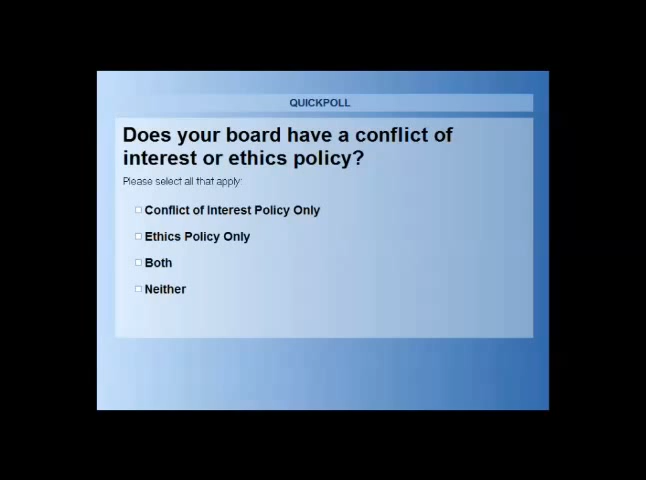 QUICKPOLL
Does your board have a conflict of
interest or ethics policy?
Please select all that apply:
Conflict of Interest Policy Only
Ethics Policy Only
Both
Neither